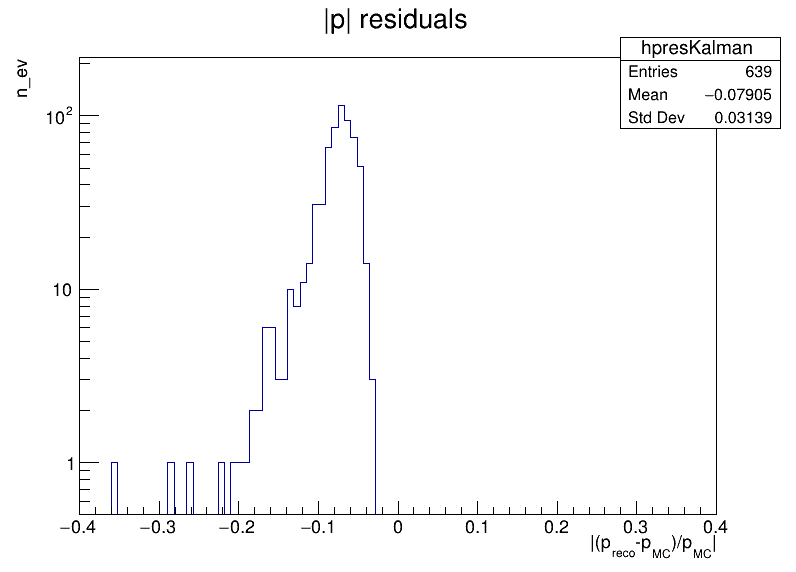 |p| residuals
hpresKalman
Entries 639
Mean −0.07905
Std Dev 0.03139
n_ev
10²
10
1
−0.4 −0.3 −0.2 −0.1 0 0.1 0.2 0.3 0.4
|(p_reco-p_MC)/p_MC|